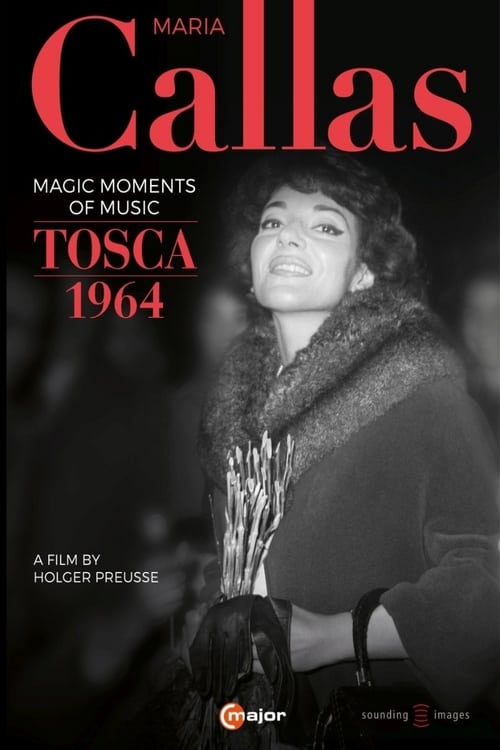 MARIA
Callas
MAGIC MOMENTS
OF MUSIC
TOSCA
1964
A FILM BY
HOLGER PREUSSE
C major
sounding images